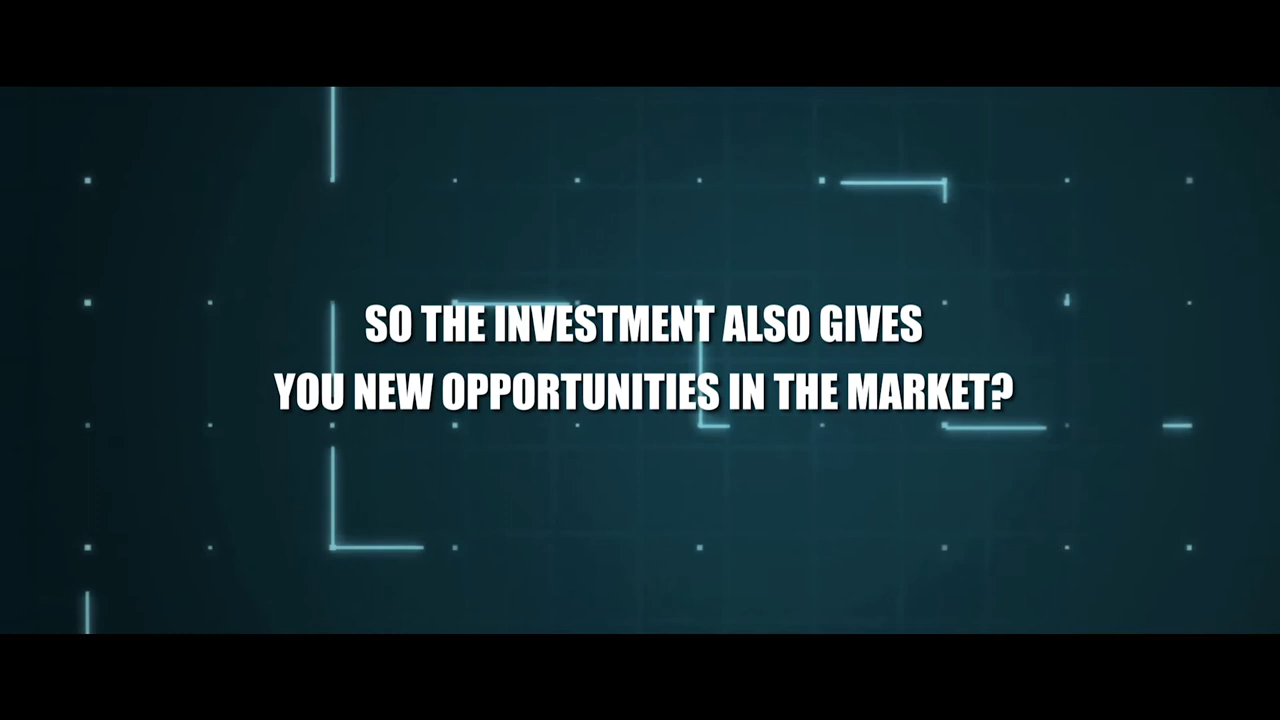 SO THE INVESTMENT ALSO GIVES
YOU NEW OPPORTUNITIES IN THE MARKET?